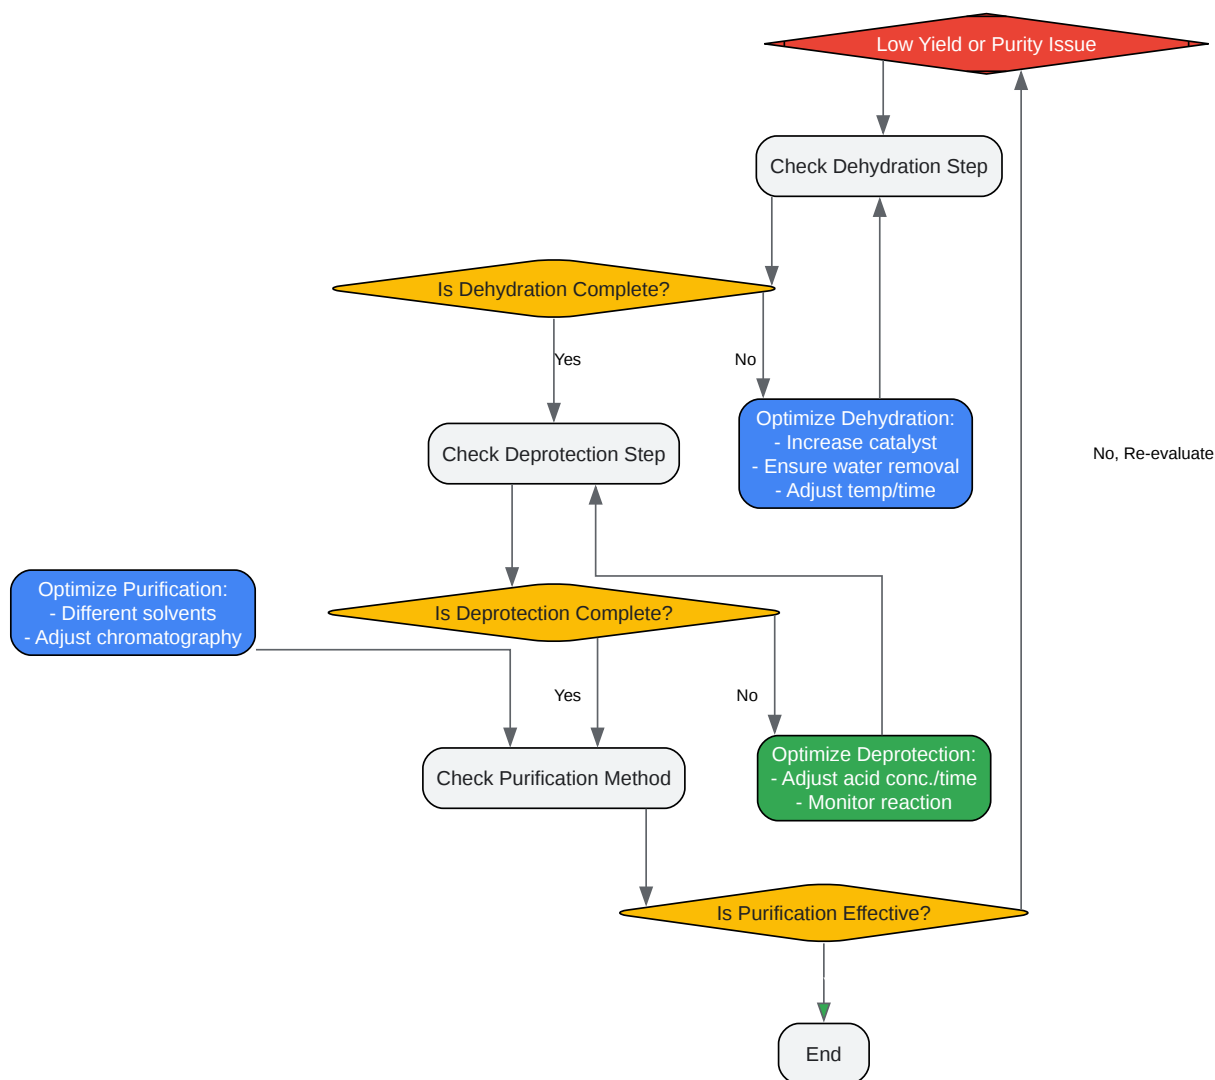 Low Yield or Purity Issue
Check Dehydration Step
Is Dehydration Complete?
Yes
No
Optimize Dehydration:
- Increase catalyst
- Ensure water removal
- Adjust temp/time
Check Deprotection Step
No, Re-evaluate
Optimize Purification:
- Different solvents
- Adjust chromatography
Is Deprotection Complete?
Yes
No
Check Purification Method
Optimize Deprotection:
- Adjust acid conc./time
- Monitor reaction
Is Purification Effective?
End